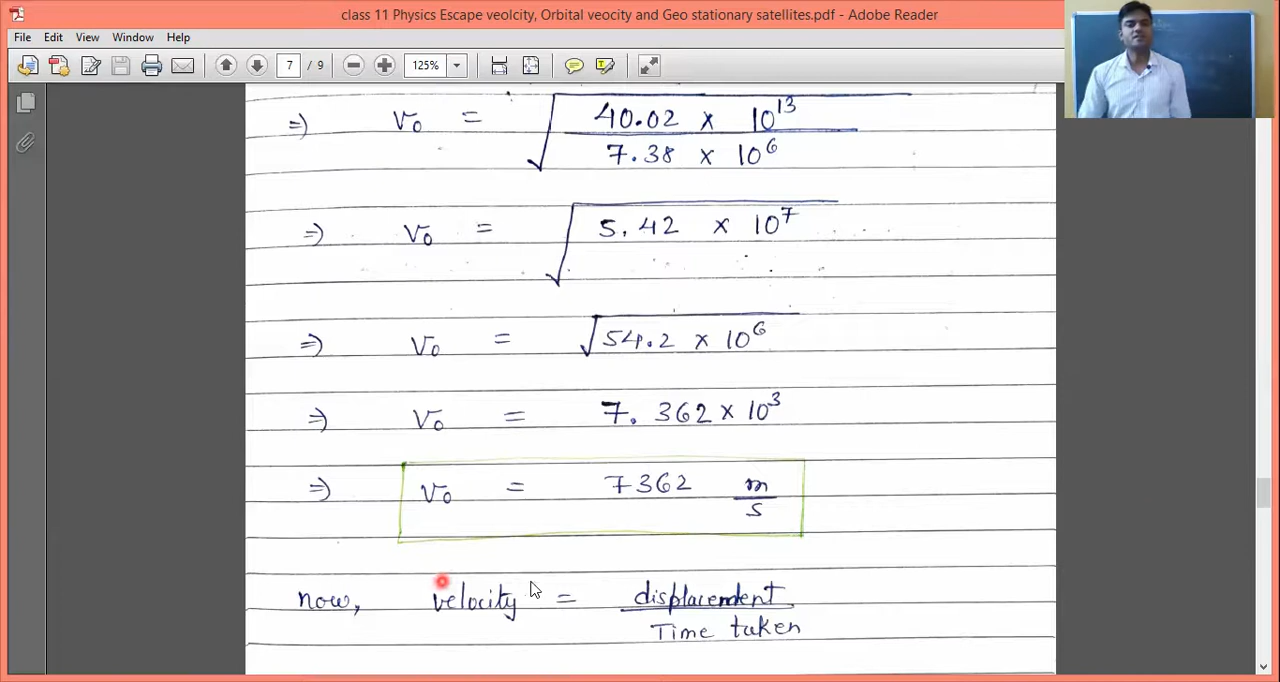 class 11 Physics Escape veolcity, Orbital veocity and Geo stationary satellites.pdf - Adobe Reader
File Edit View Window Help
7 / 9 125%
⇒) v₀ = √(40.02 × 10¹³ / 7.38 × 10⁶)
⇒) v₀ = √(5.42 × 10⁷)
⇒) v₀ = √(54.2 × 10⁶)
⇒) v₀ = 7.362 × 10³
⇒) v₀ = 7362 m/s
now, velocity = displacement
Time taken